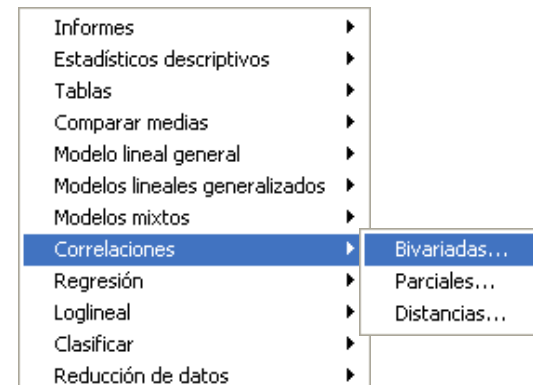 Informes
Estadísticos descriptivos
Tablas
Comparar medias
Modelo lineal general
Modelos lineales generalizados
Modelos mixtos
Correlaciones
Bivariadas...
Regresión
Parciales...
Loglineal
Distancias...
Clasificar
Reducción de datos